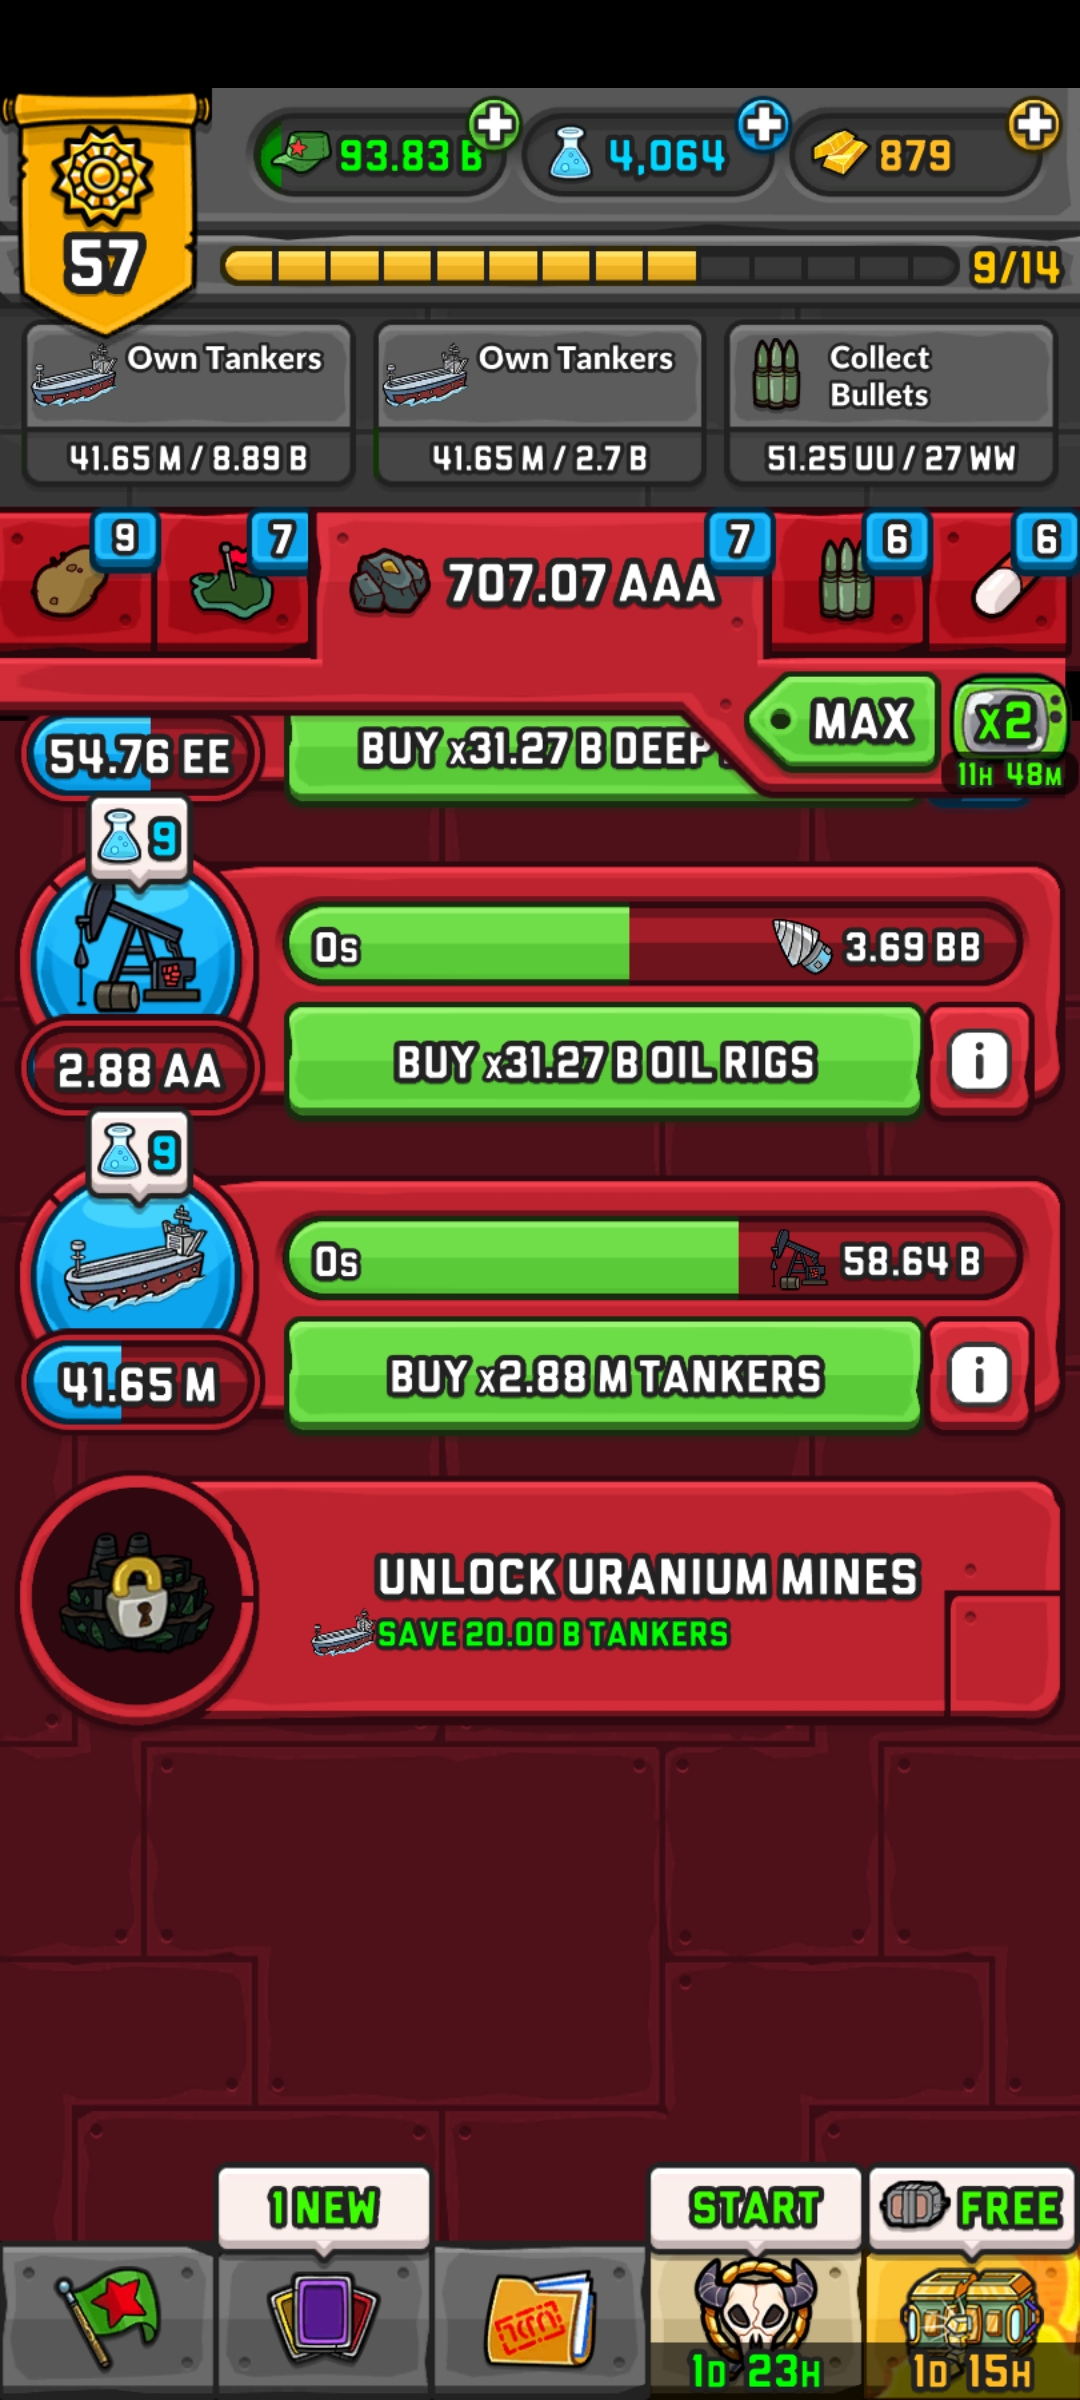 93.83 B
4,064
879
57
9/14
Own Tankers
Own Tankers
Collect
Bullets
41.65 M / 8.89 B
41.65 M / 2.7 B
51.25 UU / 27 WW
9
7
7
6
6
707.07 AAA
MAX
x2
11H 48M
54.76 EE
BUY x31.27 B DEEP
9
0s
3.69 BB
2.88 AA
BUY x31.27 B OIL RIGS
i
9
0s
58.64 B
41.65 M
BUY x2.88 M TANKERS
i
UNLOCK URANIUM MINES
SAVE 20.00 B TANKERS
1 NEW
START
FREE
1D 23H
1D 15H